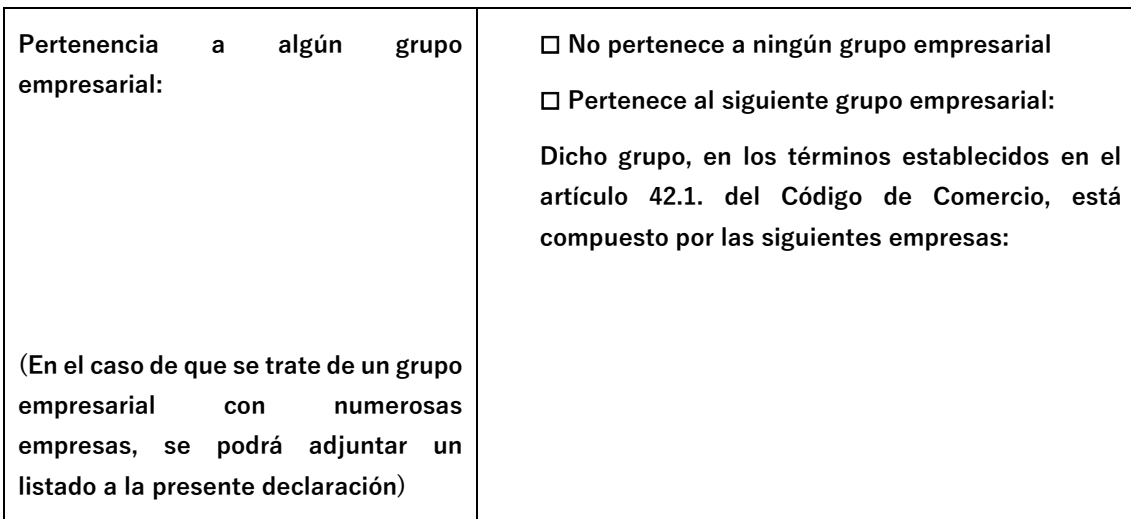 Pertenencia a algún grupo
empresarial:
(En el caso de que se trate de un grupo
empresarial con numerosas
empresas, se podrá adjuntar un
listado a la presente declaración)
☐ No pertenece a ningún grupo empresarial
☐ Pertenece al siguiente grupo empresarial:
Dicho grupo, en los términos establecidos en el
artículo 42.1. del Código de Comercio, está
compuesto por las siguientes empresas: